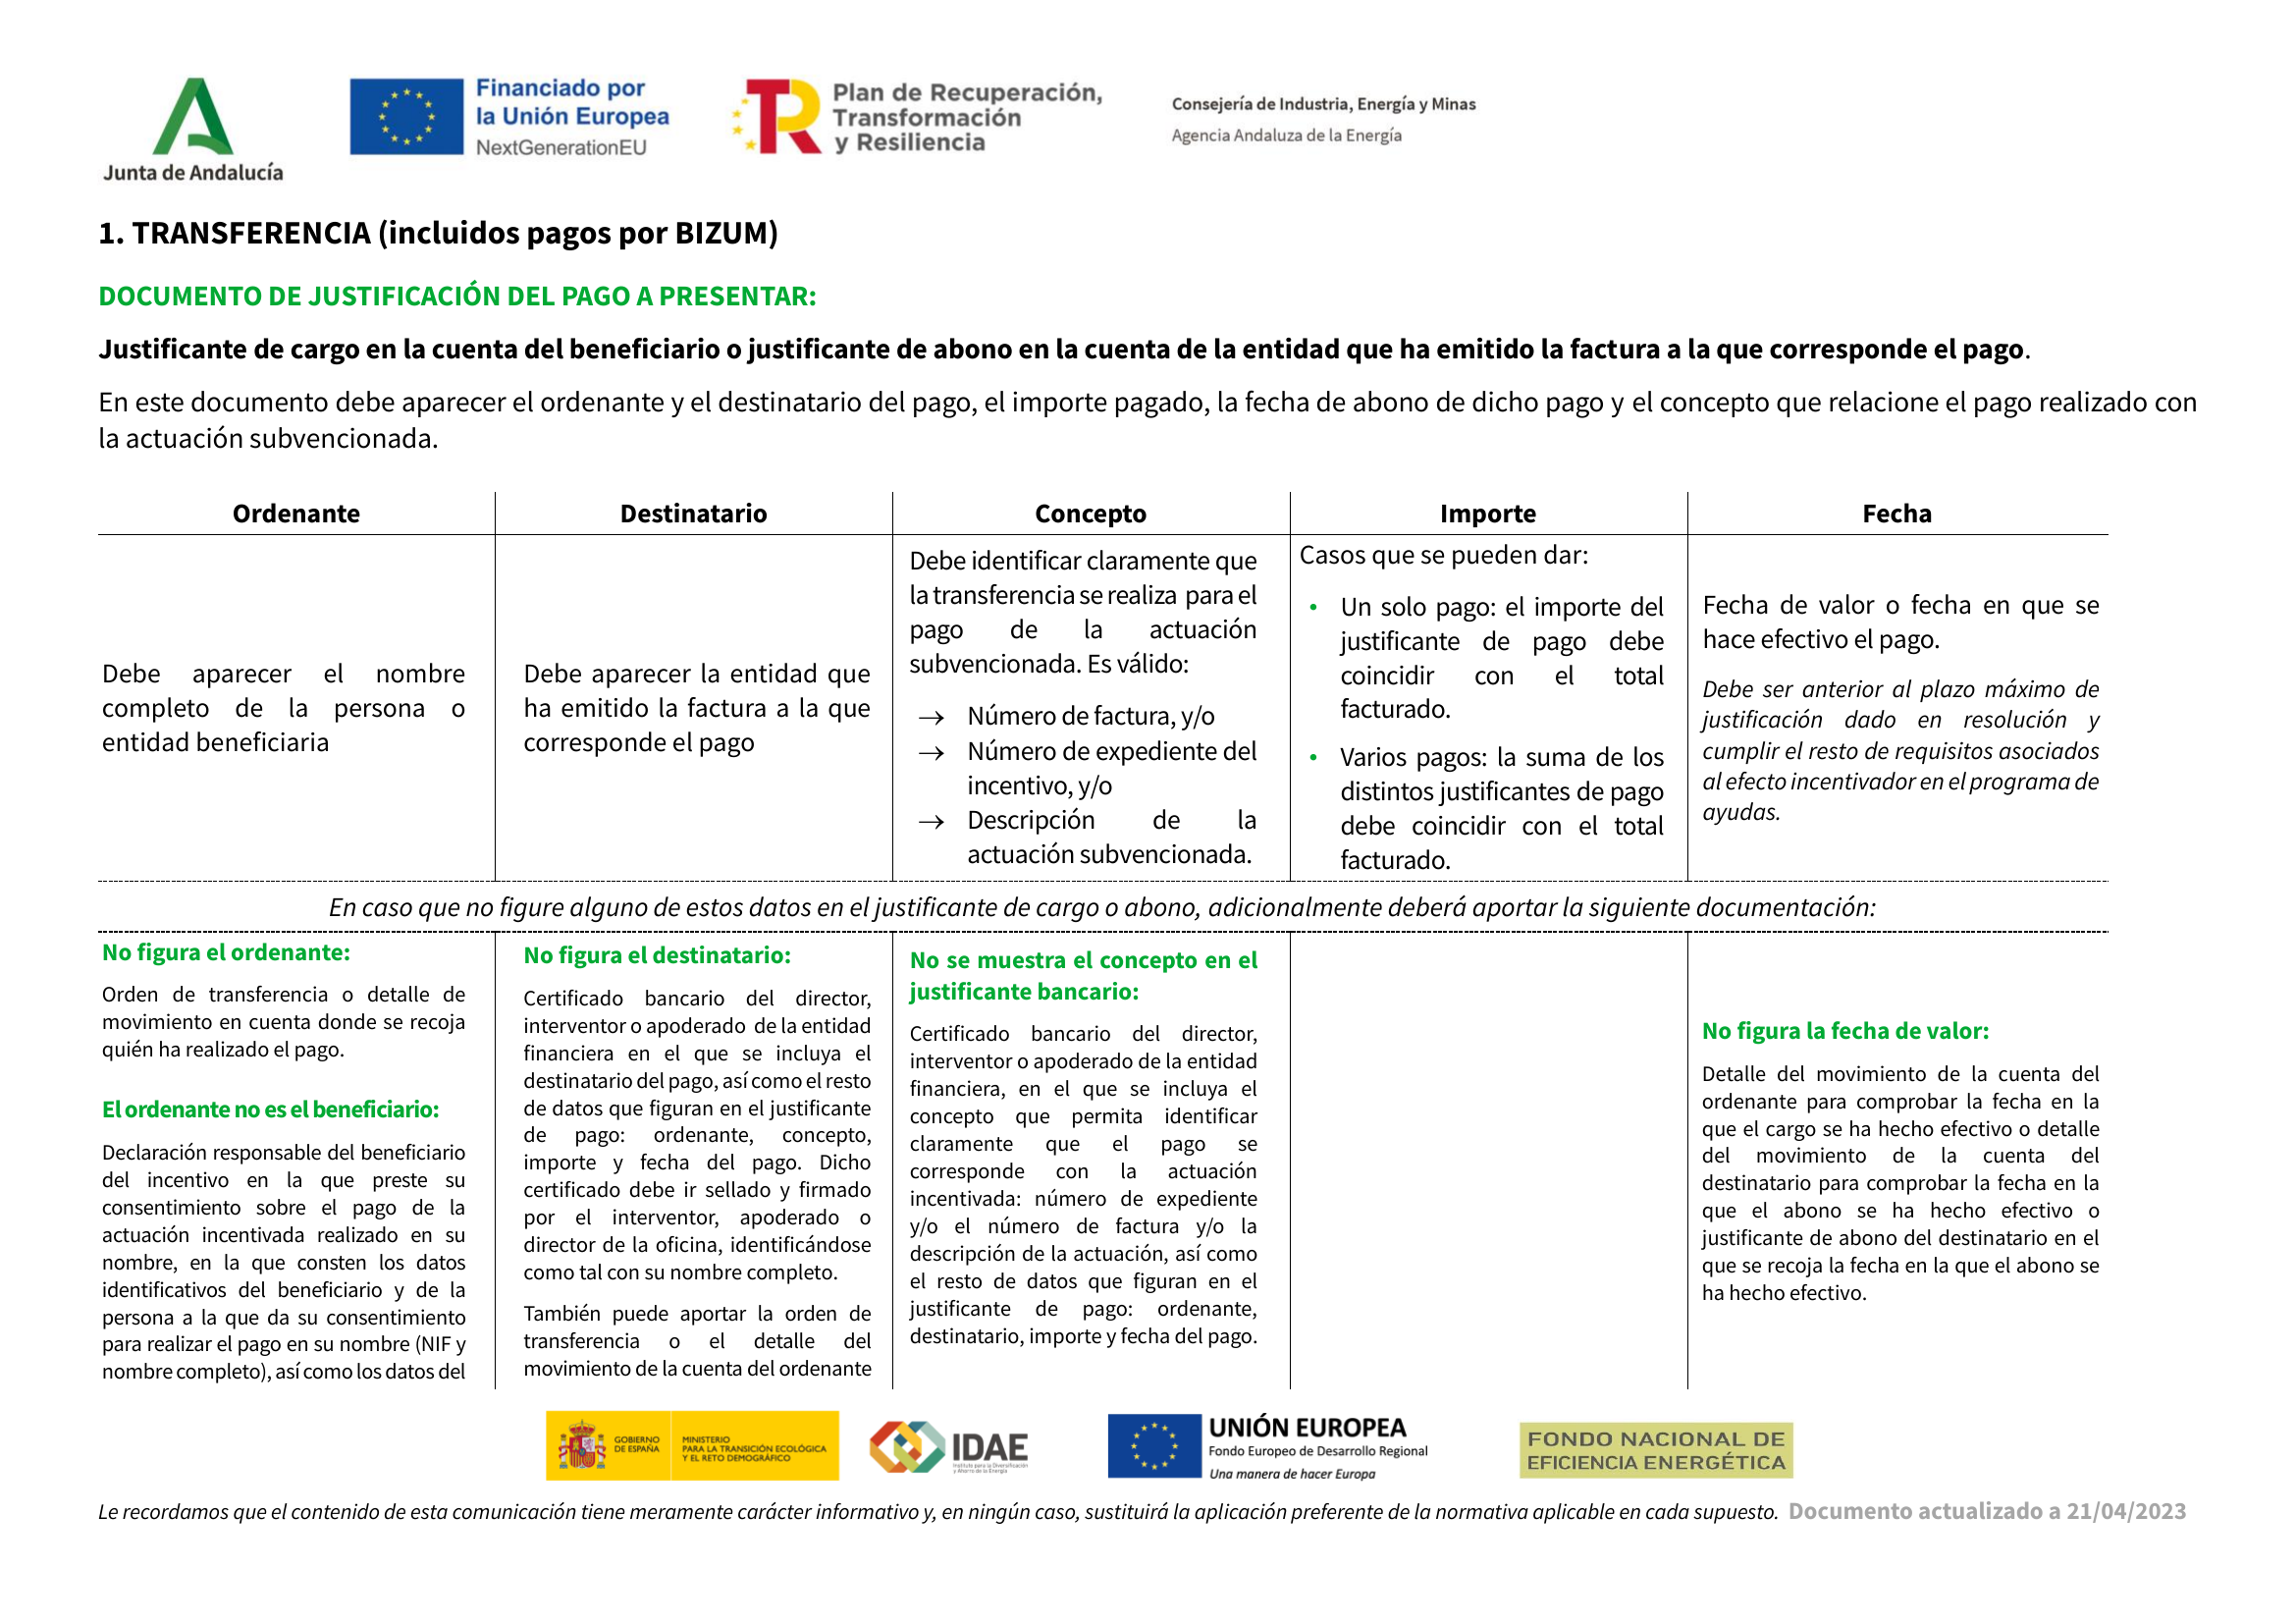 Junta de Andalucía
Financiado por
la Unión Europea
NextGenerationEU
Plan de Recuperación,
Transformación
y Resiliencia
Consejería de Industria, Energía y Minas
Agencia Andaluza de la Energía
1. TRANSFERENCIA (incluidos pagos por BIZUM)
DOCUMENTO DE JUSTIFICACIÓN DEL PAGO A PRESENTAR:
Justificante de cargo en la cuenta del beneficiario o justificante de abono en la cuenta de la entidad que ha emitido la factura a la que corresponde el pago.
En este documento debe aparecer el ordenante y el destinatario del pago, el importe pagado, la fecha de abono de dicho pago y el concepto que relacione el pago realizado con
la actuación subvencionada.
Ordenante
Debe aparecer el nombre
completo de la persona o
entidad beneficiaria
Destinatario
Debe aparecer la entidad que
ha emitido la factura a la que
corresponde el pago
Concepto
Debe identificar claramente que
la transferencia se realiza para el
pago de la actuación
subvencionada. Es válido:
→ Número de factura, y/o
→ Número de expediente del
incentivo, y/o
→ Descripción de la
actuación subvencionada.
Importe
Casos que se pueden dar:
• Un solo pago: el importe del
justificante de pago debe
coincidir con el total
facturado.
• Varios pagos: la suma de los
distintos justificantes de pago
debe coincidir con el total
facturado.
Fecha
Fecha de valor o fecha en que se
hace efectivo el pago.
Debe ser anterior al plazo máximo de
justificación dado en resolución y
cumplir el resto de requisitos asociados
al efecto incentivador en el programa de
ayudas.
En caso que no figure alguno de estos datos en el justificante de cargo o abono, adicionalmente deberá aportar la siguiente documentación:
No figura el ordenante:
Orden de transferencia o detalle de
movimiento en cuenta donde se recoja
quién ha realizado el pago.
El ordenante no es el beneficiario:
Declaración responsable del beneficiario
del incentivo en la que preste su
consentimiento sobre el pago de la
actuación incentivada realizado en su
nombre, en la que consten los datos
identificativos del beneficiario y de la
persona a la que da su consentimiento
para realizar el pago en su nombre (NIF y
nombre completo), así como los datos del
No figura el destinatario:
Certificado bancario del director,
interventor o apoderado de la entidad
financiera en el que se incluya el
destinatario del pago, así como el resto
de datos que figuran en el justificante
de pago: ordenante, concepto,
importe y fecha del pago. Dicho
certificado debe ir sellado y firmado
por el interventor, apoderado o
director de la oficina, identificándose
como tal con su nombre completo.
También puede aportar la orden de
transferencia o el detalle del
movimiento de la cuenta del ordenante
No se muestra el concepto en el
justificante bancario:
Certificado bancario del director,
interventor o apoderado de la entidad
financiera, en el que se incluya el
concepto que permita identificar
claramente que el pago se
corresponde con la actuación
incentivada: número de expediente
y/o el número de factura y/o la
descripción de la actuación, así como
el resto de datos que figuran en el
justificante de pago: ordenante,
destinatario, importe y fecha del pago.
No figura la fecha de valor:
Detalle del movimiento de la cuenta del
ordenante para comprobar la fecha en la
que el cargo se ha hecho efectivo o detalle
del movimiento de la cuenta del
destinatario para comprobar la fecha en la
que el abono se ha hecho efectivo o
justificante de abono del destinatario en el
que se recoja la fecha en la que el abono se
ha hecho efectivo.
GOBIERNO
DE ESPAÑA
MINISTERIO
PARA LA TRANSICIÓN ECOLÓGICA
Y EL RETO DEMOGRÁFICO
IDAE
Instituto para la Diversificación
y Ahorro de la Energía
UNIÓN EUROPEA
Fondo Europeo de Desarrollo Regional
Una manera de hacer Europa
FONDO NACIONAL DE
EFICIENCIA ENERGÉTICA
Le recordamos que el contenido de esta comunicación tiene meramente carácter informativo y, en ningún caso, sustituirá la aplicación preferente de la normativa aplicable en cada supuesto. Documento actualizado a 21/04/2023